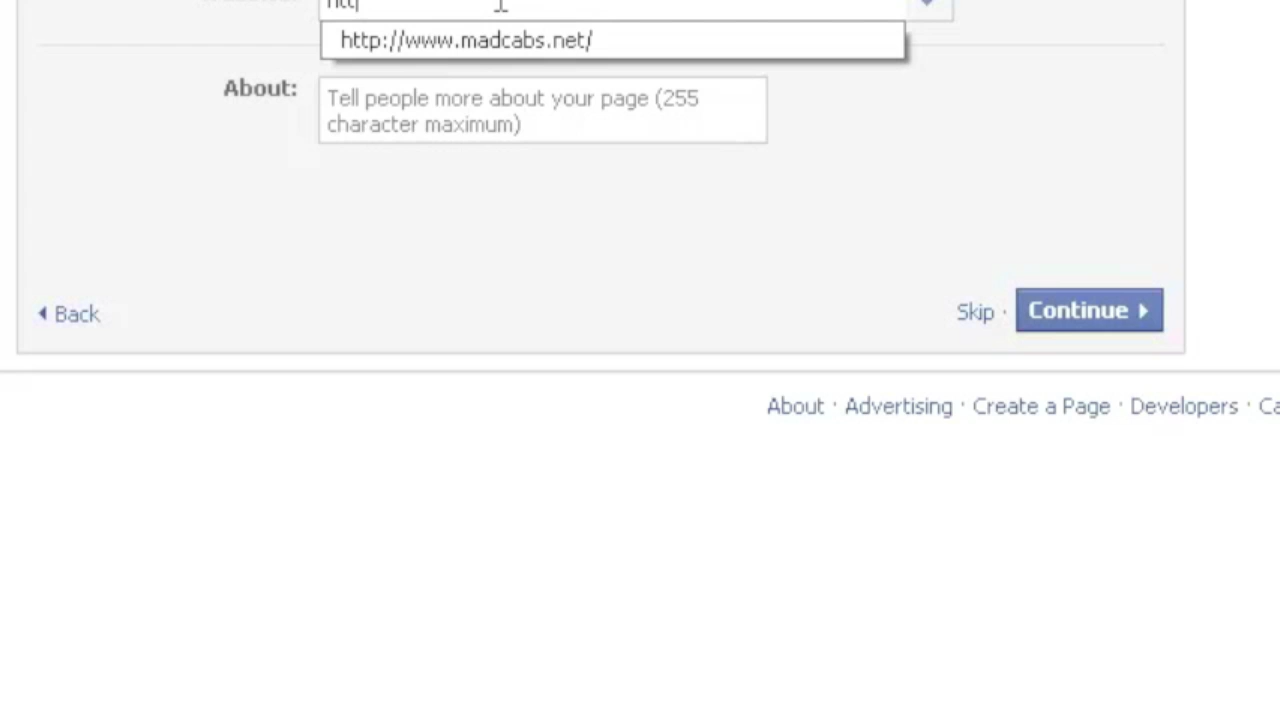 http://www.madcabs.net/
About:
Tell people more about your page (255
character maximum)
Back
Skip · Continue
About · Advertising · Create a Page · Developers ·